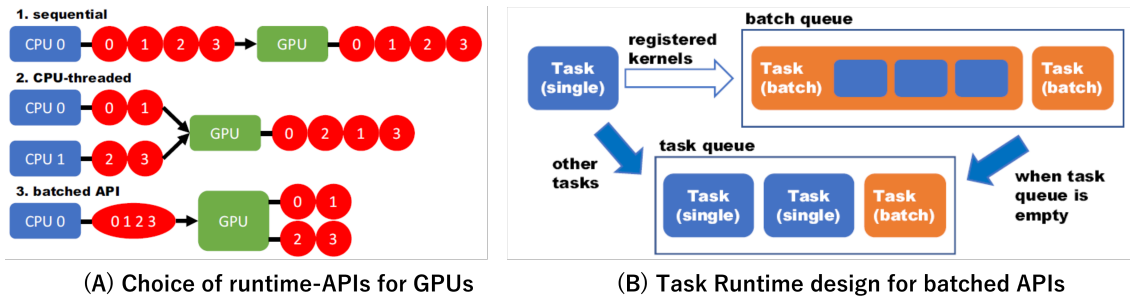 1. sequential
CPU 0 0 1 2 3 GPU 0 1 2 3
2. CPU-threaded
CPU 0 0 1
GPU 0 2 1 3
CPU 1 2 3
3. batched API
CPU 0 0 1 2 3 GPU 0 1
2 3
(A) Choice of runtime-APIs for GPUs
batch queue
registered
kernels
Task
(single)
Task
(batch)
Task
(batch)
other
tasks
task queue
Task
(single)
Task
(single)
Task
(batch)
when task
queue is
empty
(B) Task Runtime design for batched APIs